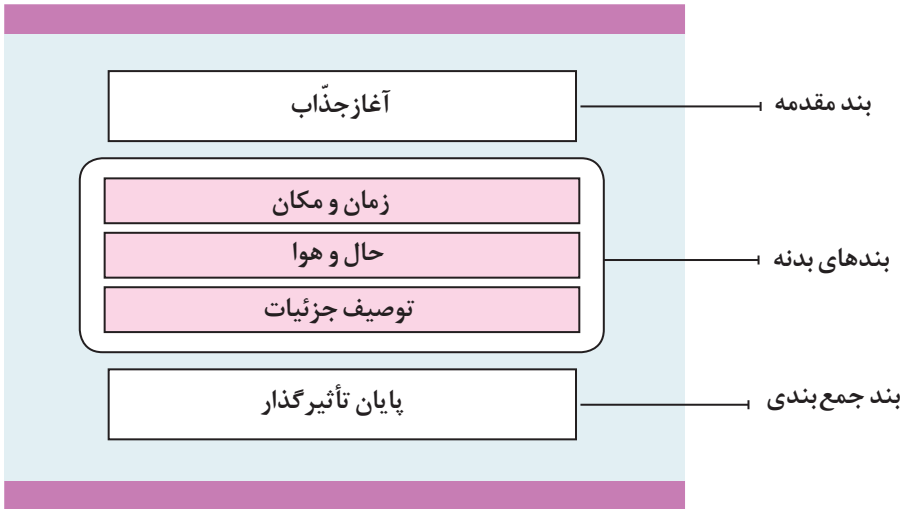 بند مقدمه
آغاز جذّاب
بندهای بدنه
زمان و مکان
حال و هوا
توصیف جزئیات
بند جمع‌بندی
پایان تأثیرگذار